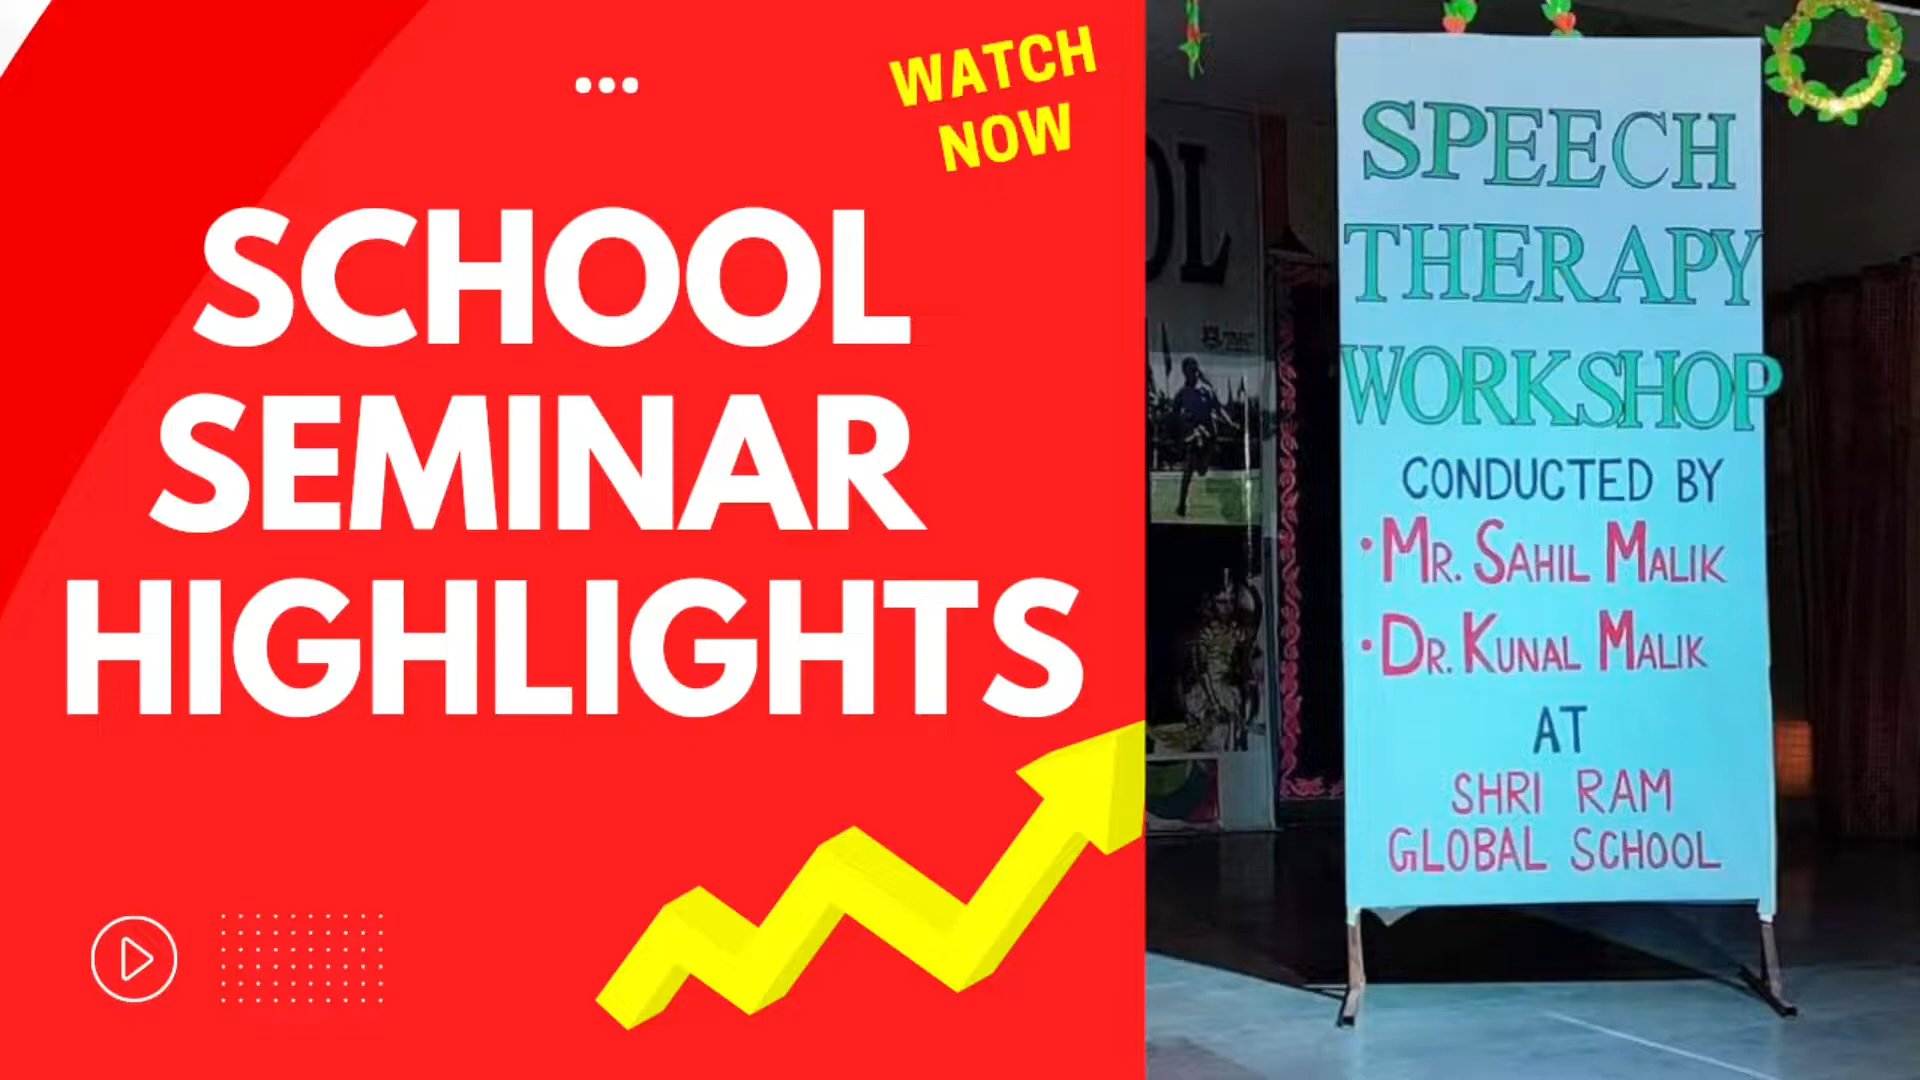 WATCH
NOW
SCHOOL
SEMINAR
HIGHLIGHTS
SPEECH
THERAPY
WORKSHOP
CONDUCTED BY
• MR. SAHIL MALIK
• DR. KUNAL MALIK
AT
SHRI RAM
GLOBAL SCHOOL